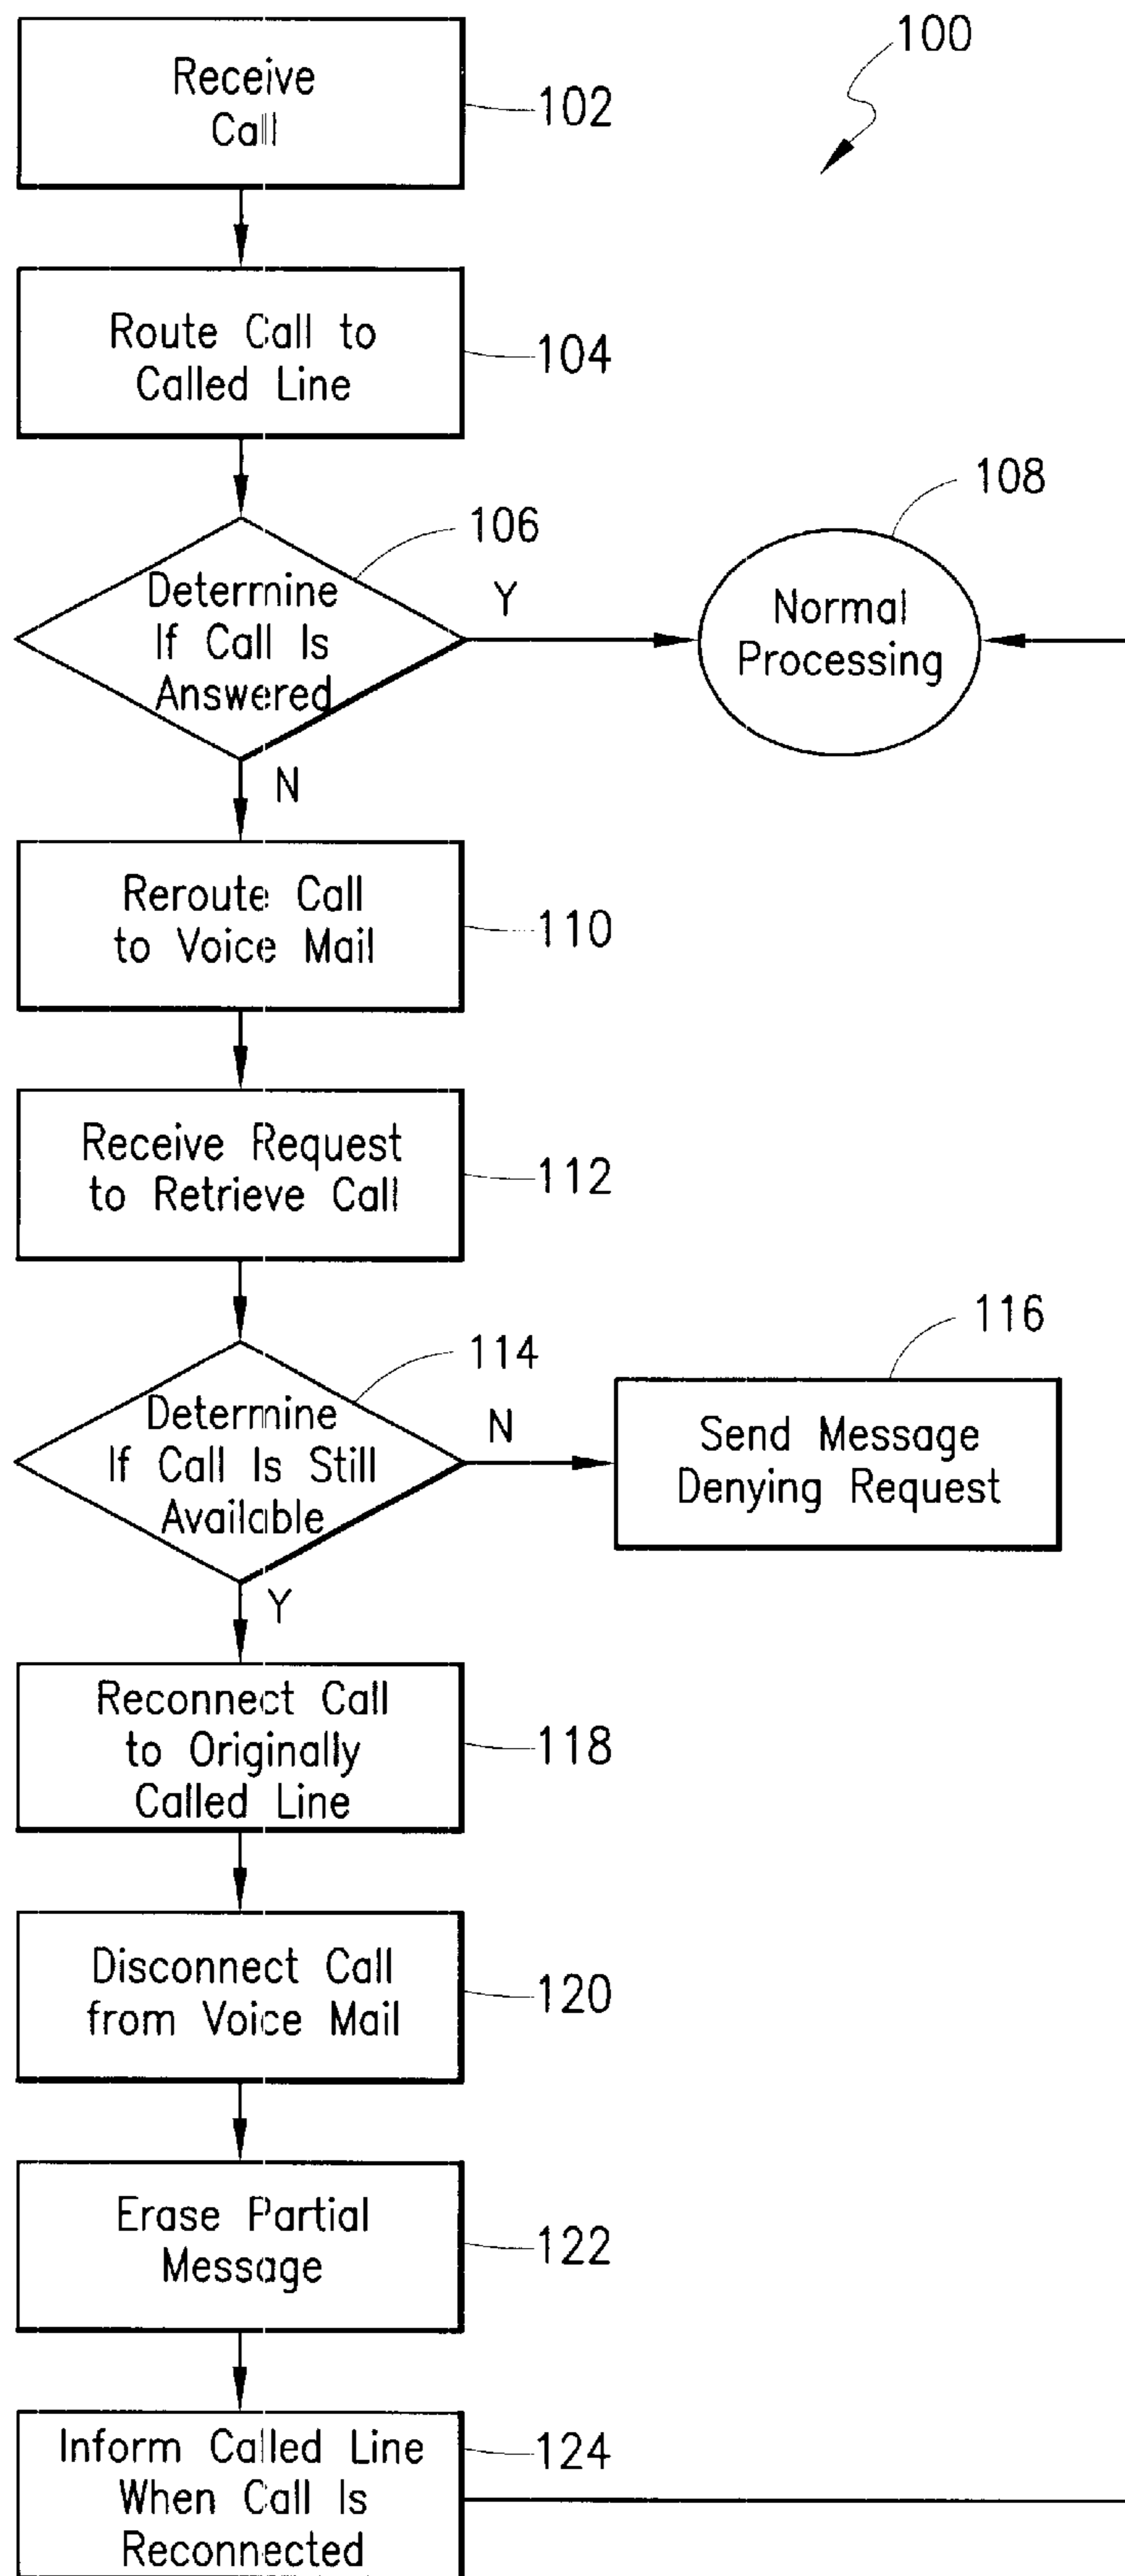 100
Receive
Call
102
Route Call to
Called Line
104
106
108
Determine
If Call Is
Answered
Y
Normal
Processing
N
Reroute Call
to Voice Mail
110
Receive Request
to Retrieve Call
112
114
116
Determine
If Call Is Still
Available
N
Send Message
Denying Request
Y
Reconnect Call
to Originally
Called Line
118
Disconnect Call
from Voice Mail
120
Erase Partial
Message
122
Inform Called Line
When Call Is
Reconnected
124